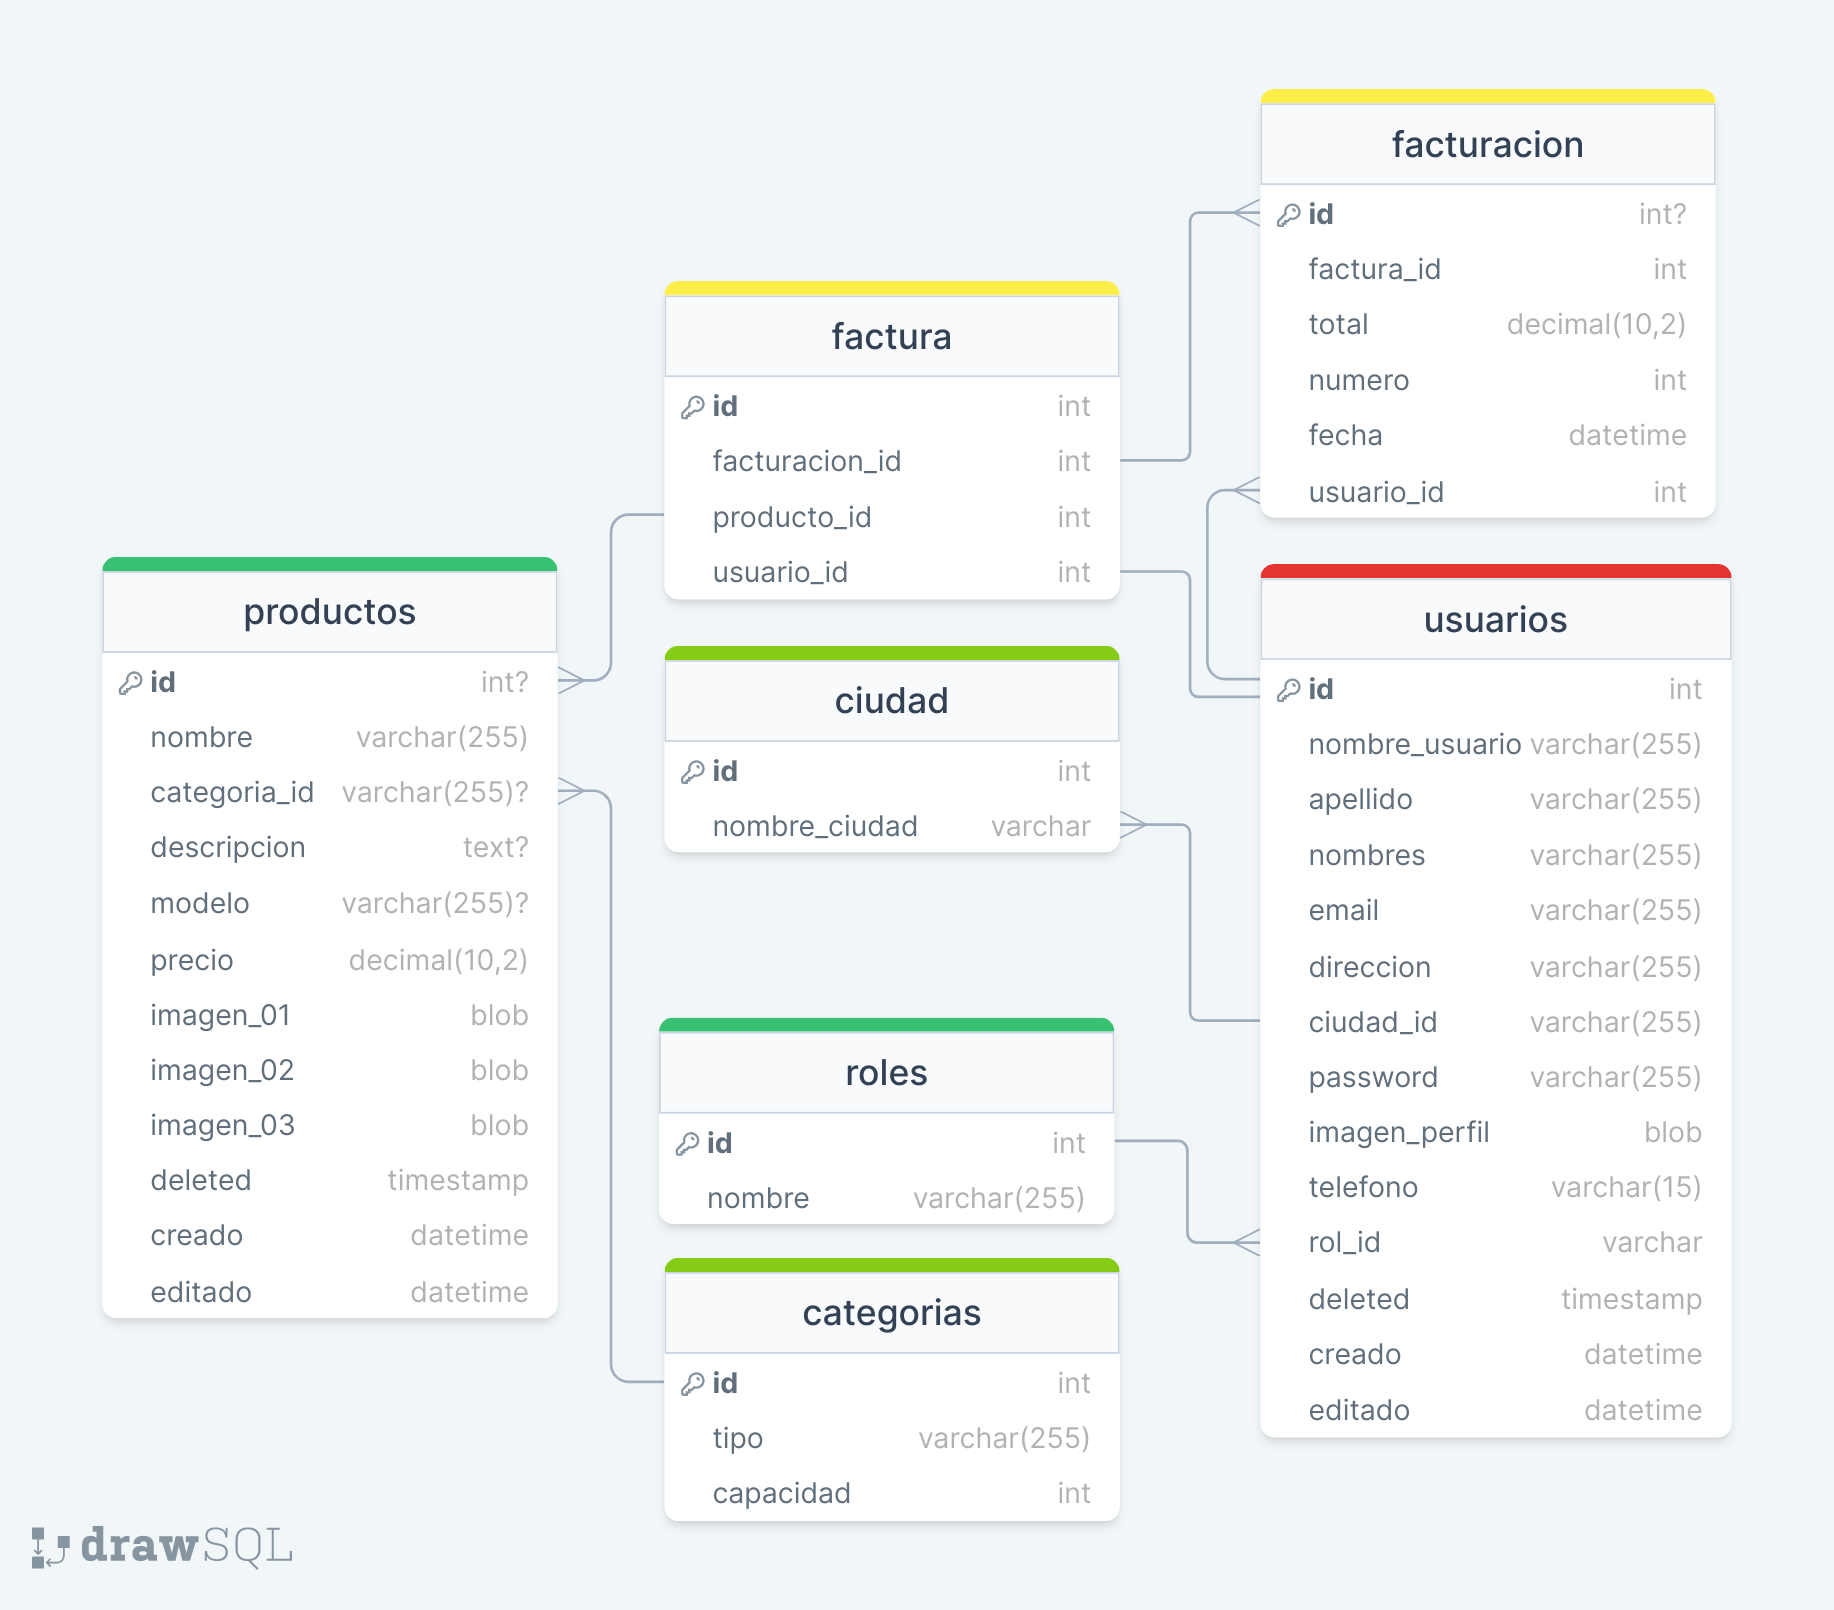 facturacion
id int?
factura_id int
total decimal(10,2)
numero int
fecha datetime
usuario_id int
factura
id int
facturacion_id int
producto_id int
usuario_id int
productos
id int?
nombre varchar(255)
categoria_id varchar(255)?
descripcion text?
modelo varchar(255)?
precio decimal(10,2)
imagen_01 blob
imagen_02 blob
imagen_03 blob
deleted timestamp
creado datetime
editado datetime
ciudad
id int
nombre_ciudad varchar
usuarios
id int
nombre_usuario varchar(255)
apellido varchar(255)
nombres varchar(255)
email varchar(255)
direccion varchar(255)
ciudad_id varchar(255)
password varchar(255)
imagen_perfil blob
telefono varchar(15)
rol_id varchar
deleted timestamp
creado datetime
editado datetime
roles
id int
nombre varchar(255)
categorias
id int
tipo varchar(255)
capacidad int
drawSQL